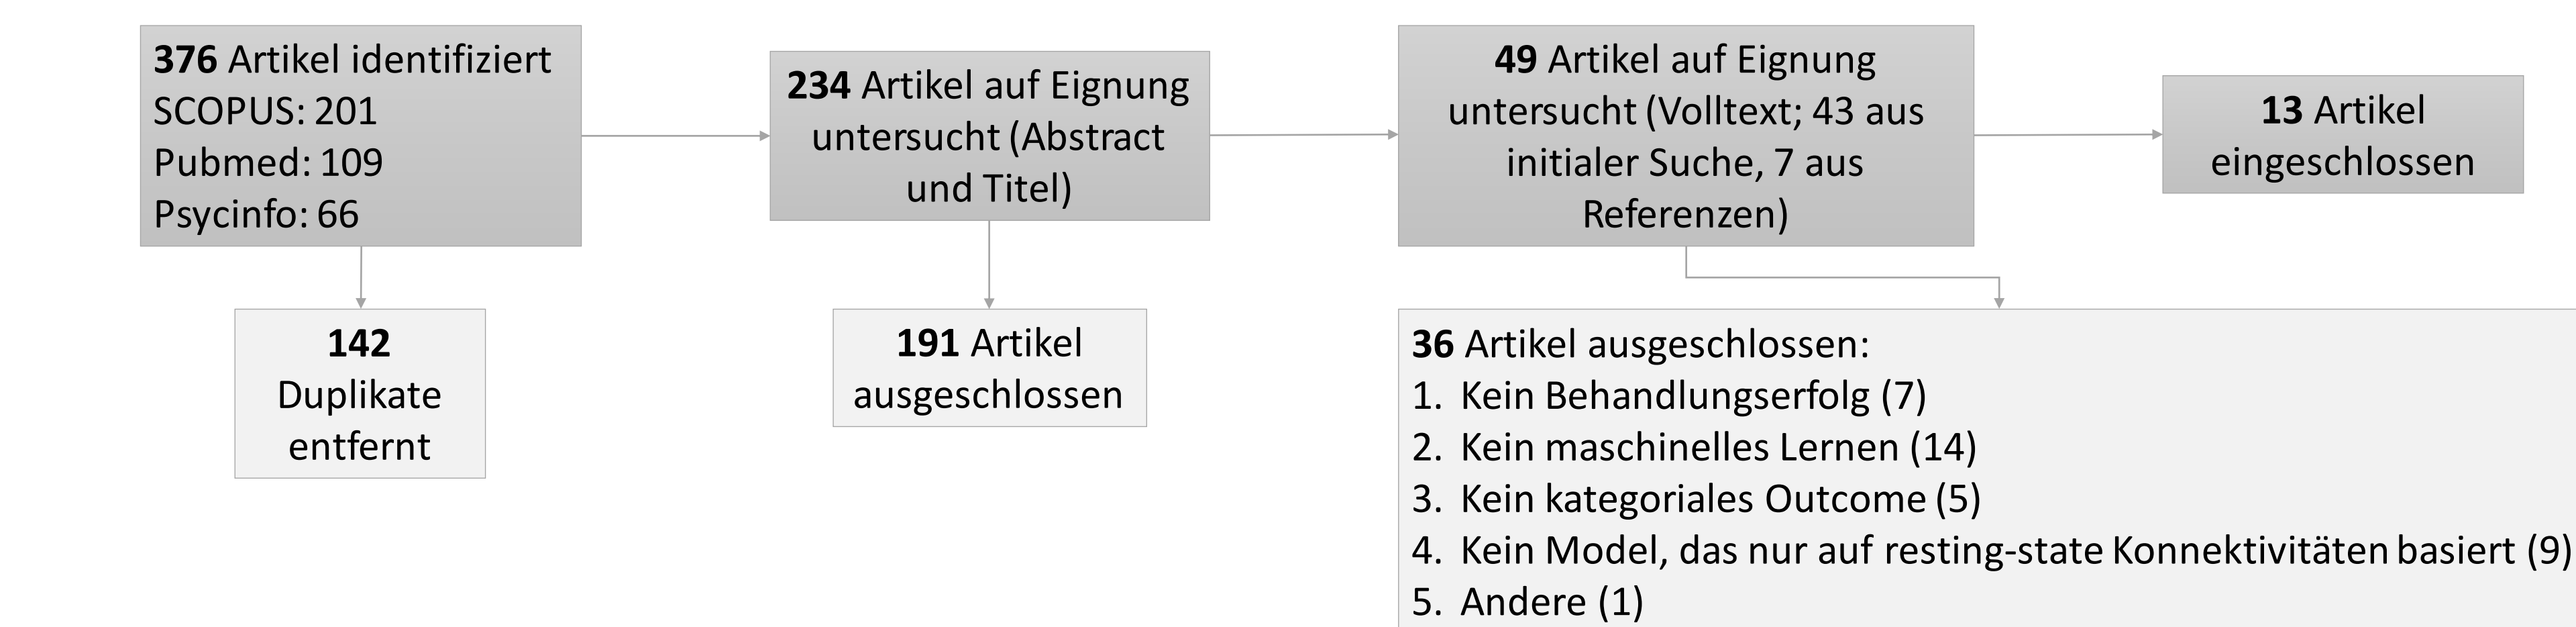 376 Artikel identifiziert
SCOPUS: 201
Pubmed: 109
Psycinfo: 66
234 Artikel auf Eignung
untersucht (Abstract
und Titel)
49 Artikel auf Eignung
untersucht (Volltext; 43 aus
initialer Suche, 7 aus
Referenzen)
13 Artikel
eingeschlossen
142
Duplikate
entfernt
191 Artikel
ausgeschlossen
36 Artikel ausgeschlossen:
1. Kein Behandlungserfolg (7)
2. Kein maschinelles Lernen (14)
3. Kein kategoriales Outcome (5)
4. Kein Model, das nur auf resting-state Konnektivitäten basiert (9)
5. Andere (1)